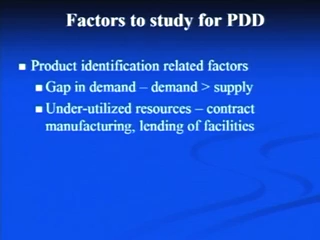 Factors to study for PDD
Product identification related factors
Gap in demand – demand > supply
Under-utilized resources – contract
manufacturing, lending of facilities